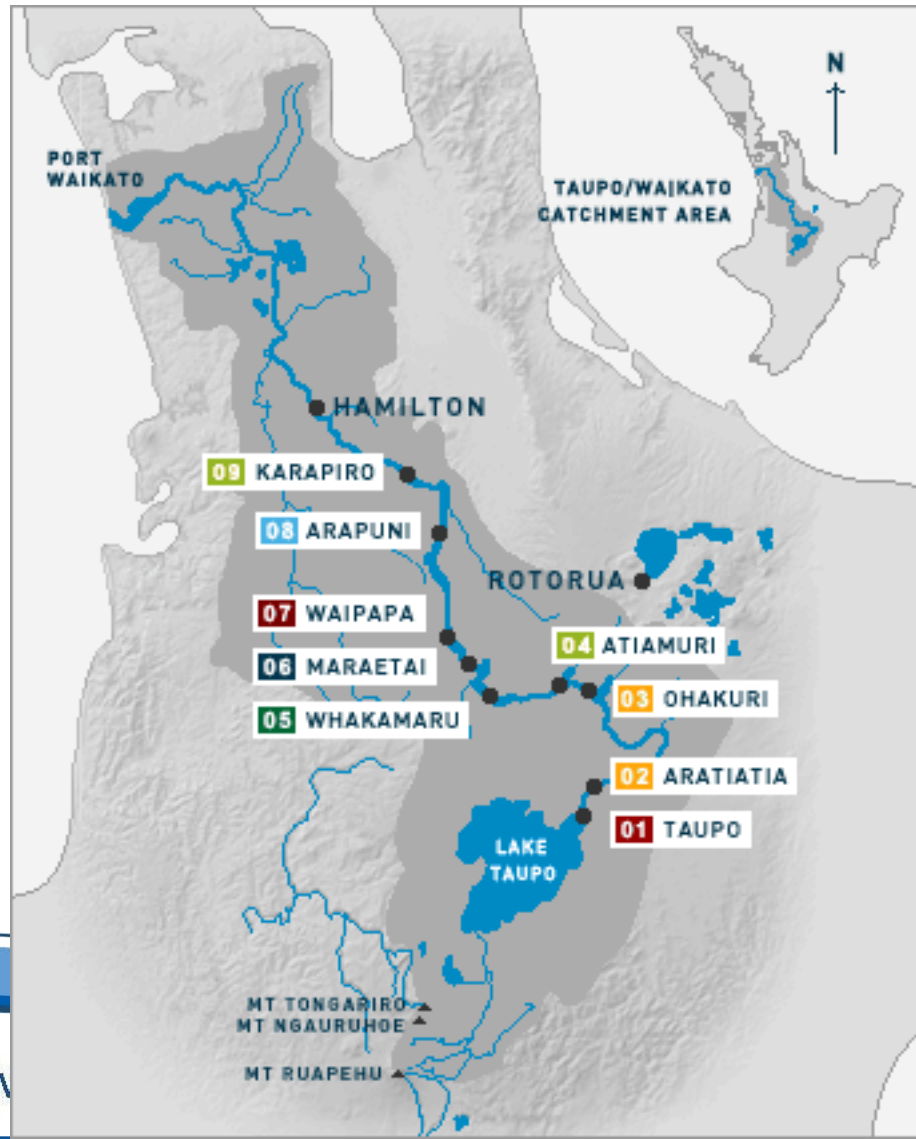 N
PORT
WAIKATO
TAUPO/WAIKATO
CATCHMENT AREA
HAMILTON
09 KARAPIRO
08 ARAPUNI
ROTORUA
07 WAIPAPA
04 ATIAMURI
06 MARAETAI
03 OHAKURI
05 WHAKAMARU
02 ARATIATIA
01 TAUPO
LAKE
TAUPO
MT TONGARIRO
MT NGAURUHOE
MT RUAPEHU